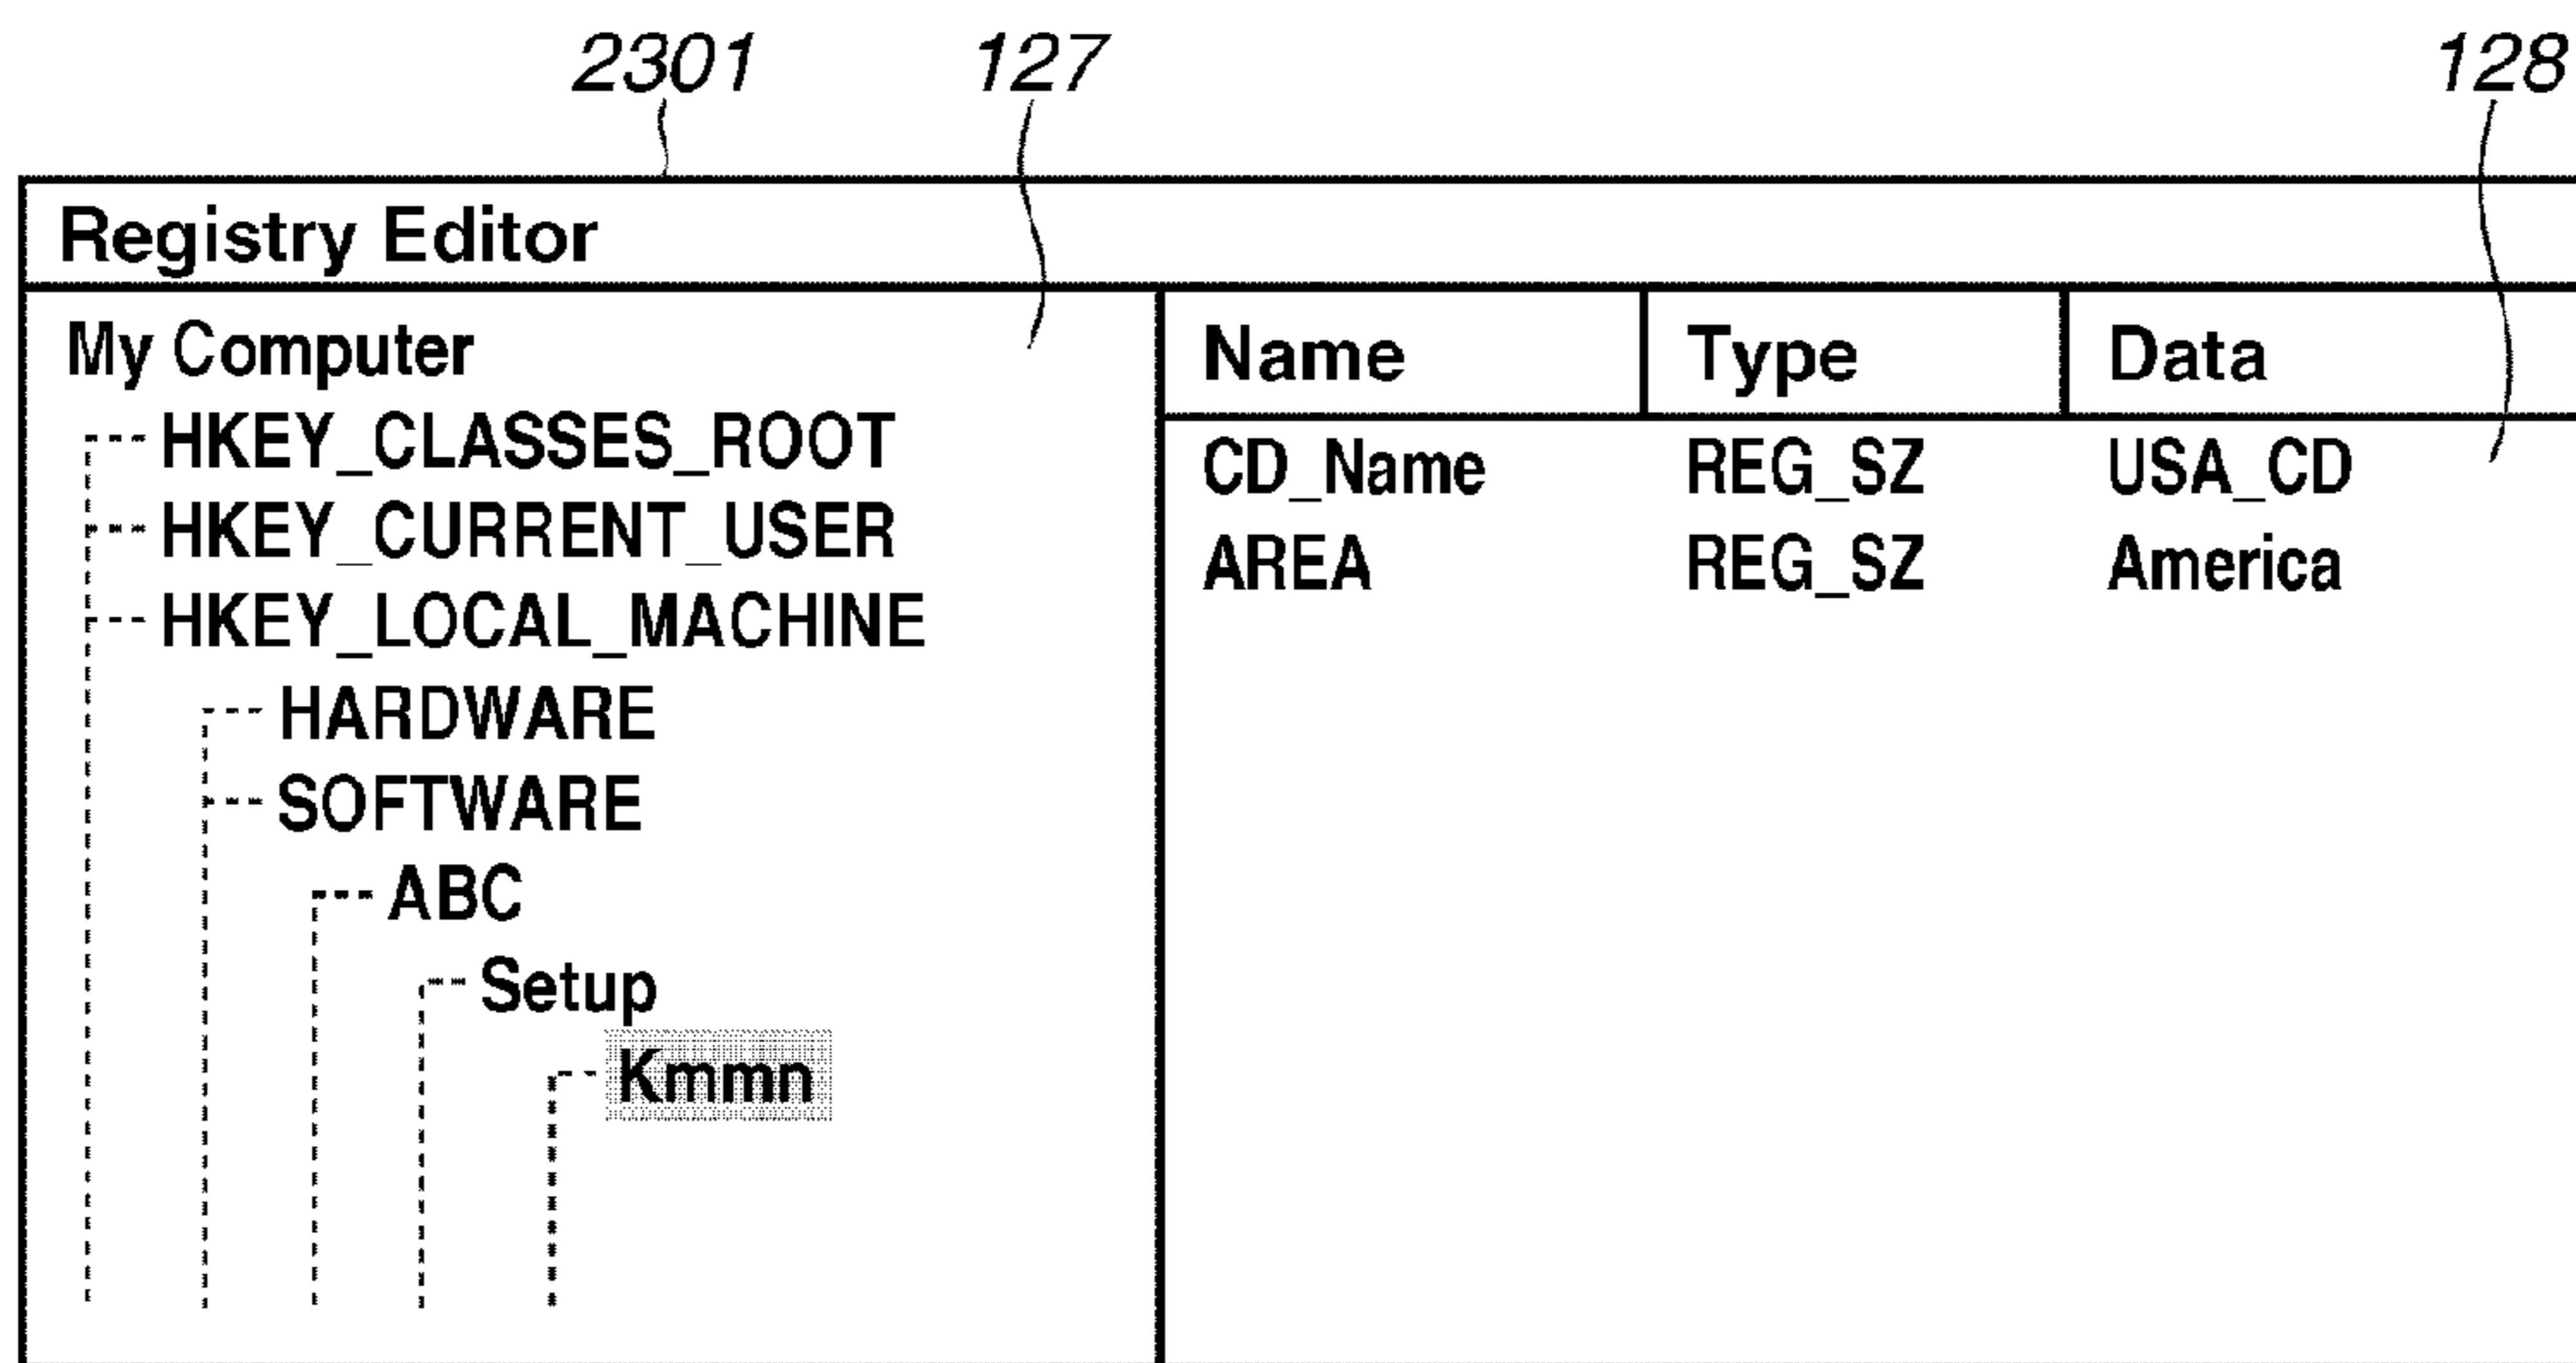 2301 127 128
Registry Editor
My Computer
HKEY_CLASSES_ROOT
HKEY_CURRENT_USER
HKEY_LOCAL_MACHINE
HARDWARE
SOFTWARE
ABC
Setup
Kmmn
Name Type Data
CD_Name REG_SZ USA_CD
AREA REG_SZ America